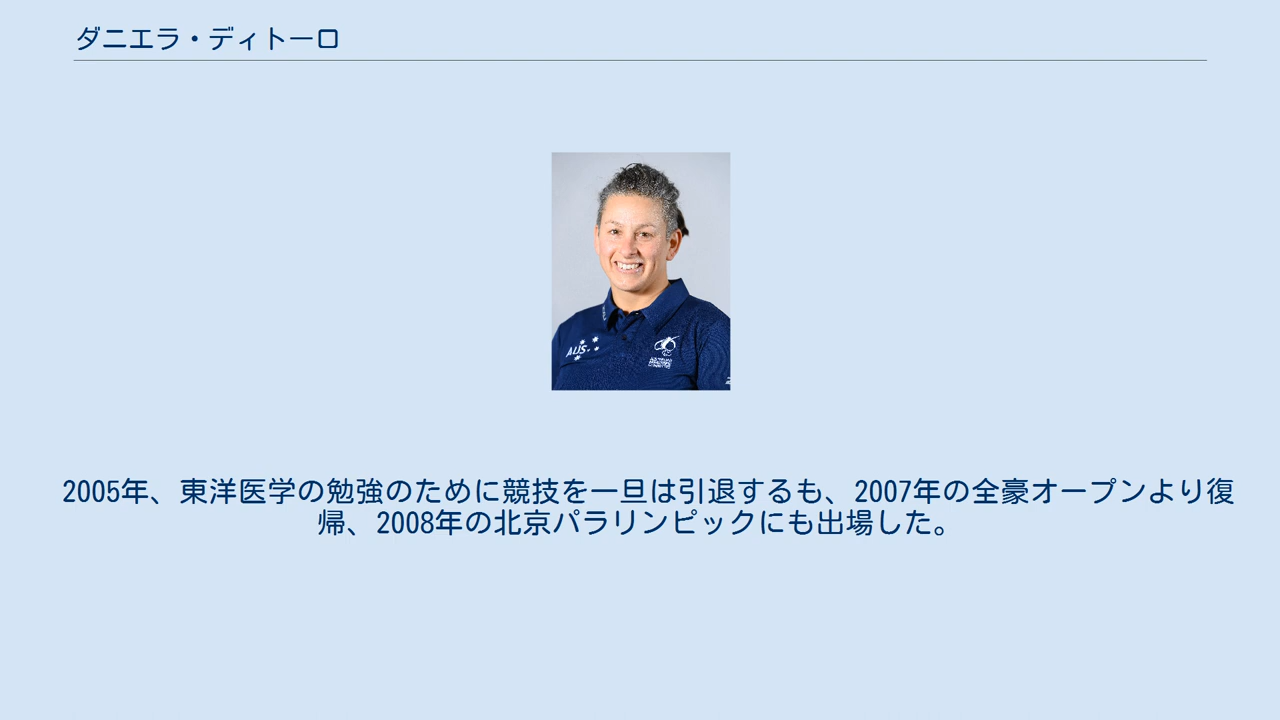 ダニエラ・ディトーロ
AUS
2005年、東洋医学の勉強のために競技を一旦は引退するも、2007年の全豪オープンより復
帰、2008年の北京パラリンピックにも出場した。